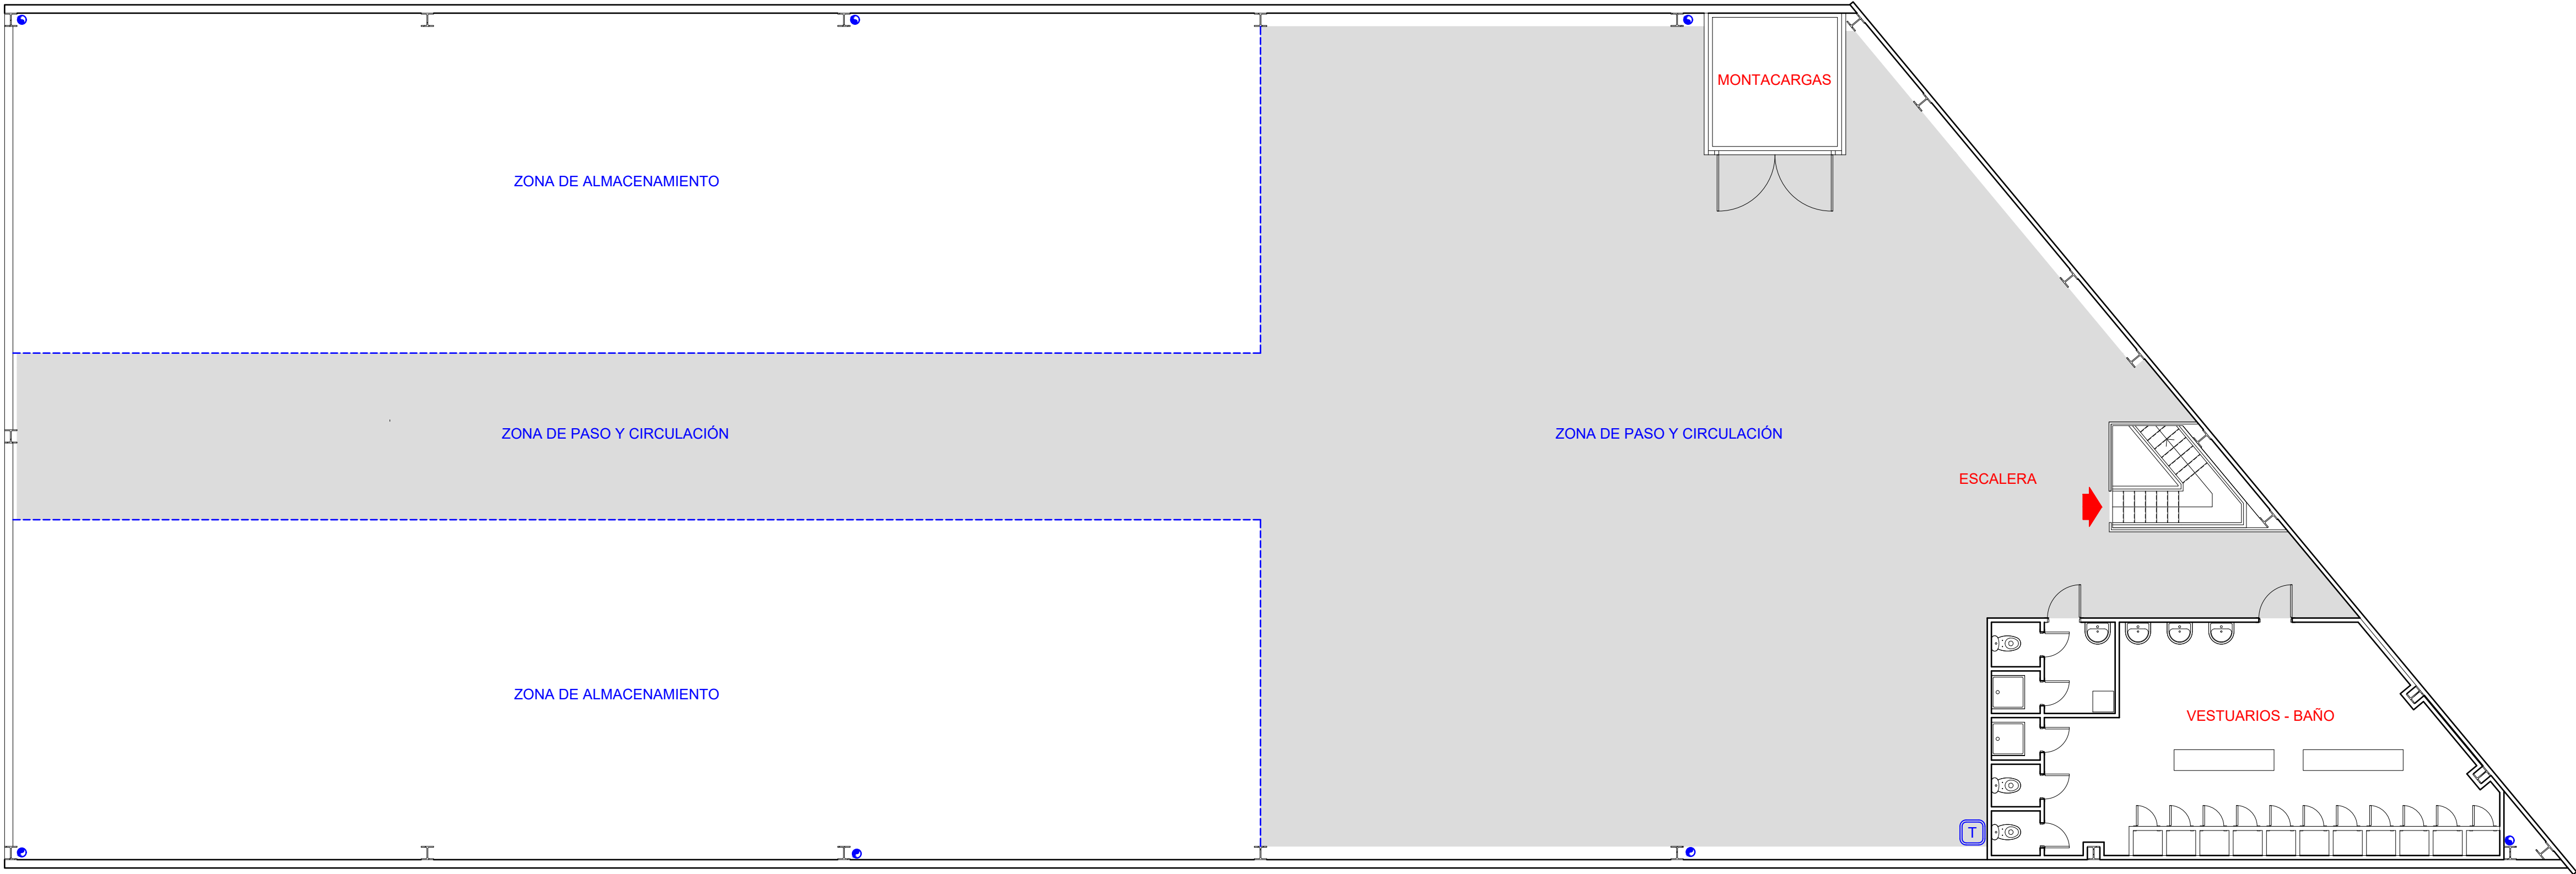 MONTACARGAS
ZONA DE ALMACENAMIENTO
ZONA DE PASO Y CIRCULACIÓN
ZONA DE PASO Y CIRCULACIÓN
ESCALERA
ZONA DE ALMACENAMIENTO
VESTUARIOS - BAÑO
T